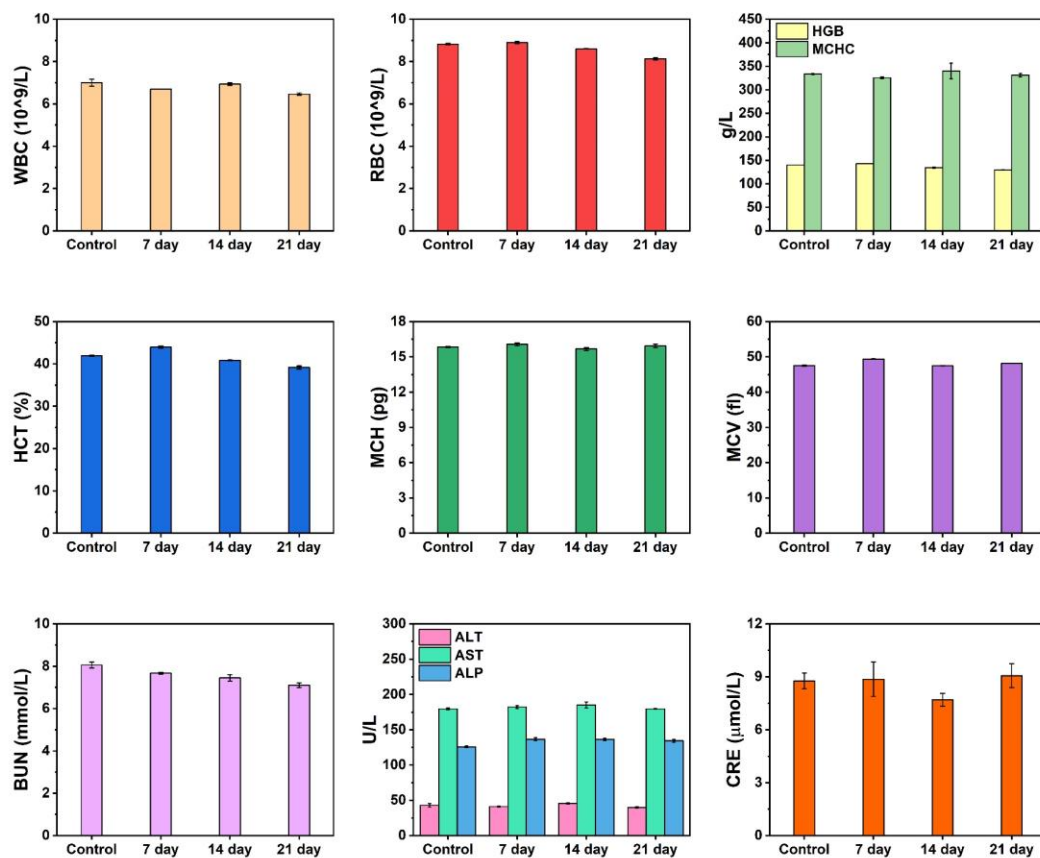 WBC (10^9/L)
10
8
6
4
2
0
Control 7 day 14 day 21 day
RBC (10^9/L)
10
8
6
4
2
0
Control 7 day 14 day 21 day
g/L
450
400
350
300
250
200
150
100
50
0
HGB
MCHC
Control 7 day 14 day 21 day
HCT (%)
50
40
30
20
10
0
Control 7 day 14 day 21 day
MCH (pg)
18
15
12
9
6
3
0
Control 7 day 14 day 21 day
MCV (fl)
60
50
40
30
20
10
0
Control 7 day 14 day 21 day
BUN (mmol/L)
10
8
6
4
2
0
Control 7 day 14 day 21 day
U/L
300
250
200
150
100
50
0
ALT
AST
ALP
Control 7 day 14 day 21 day
CRE (μmol/L)
12
9
6
3
0
Control 7 day 14 day 21 day